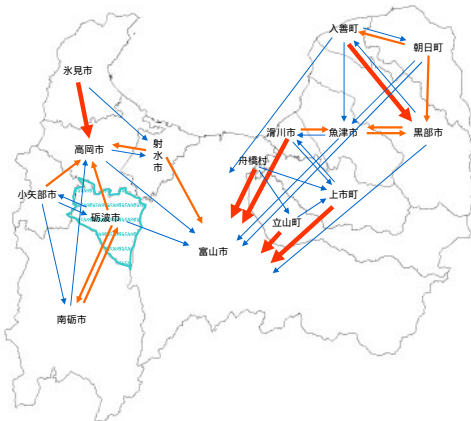 入善町
朝日町
氷見市
滑川市
魚津市
黒部市
高岡市
射
水
市
舟橋村
小矢部市
上市町
砺波市
立山町
富山市
南砺市